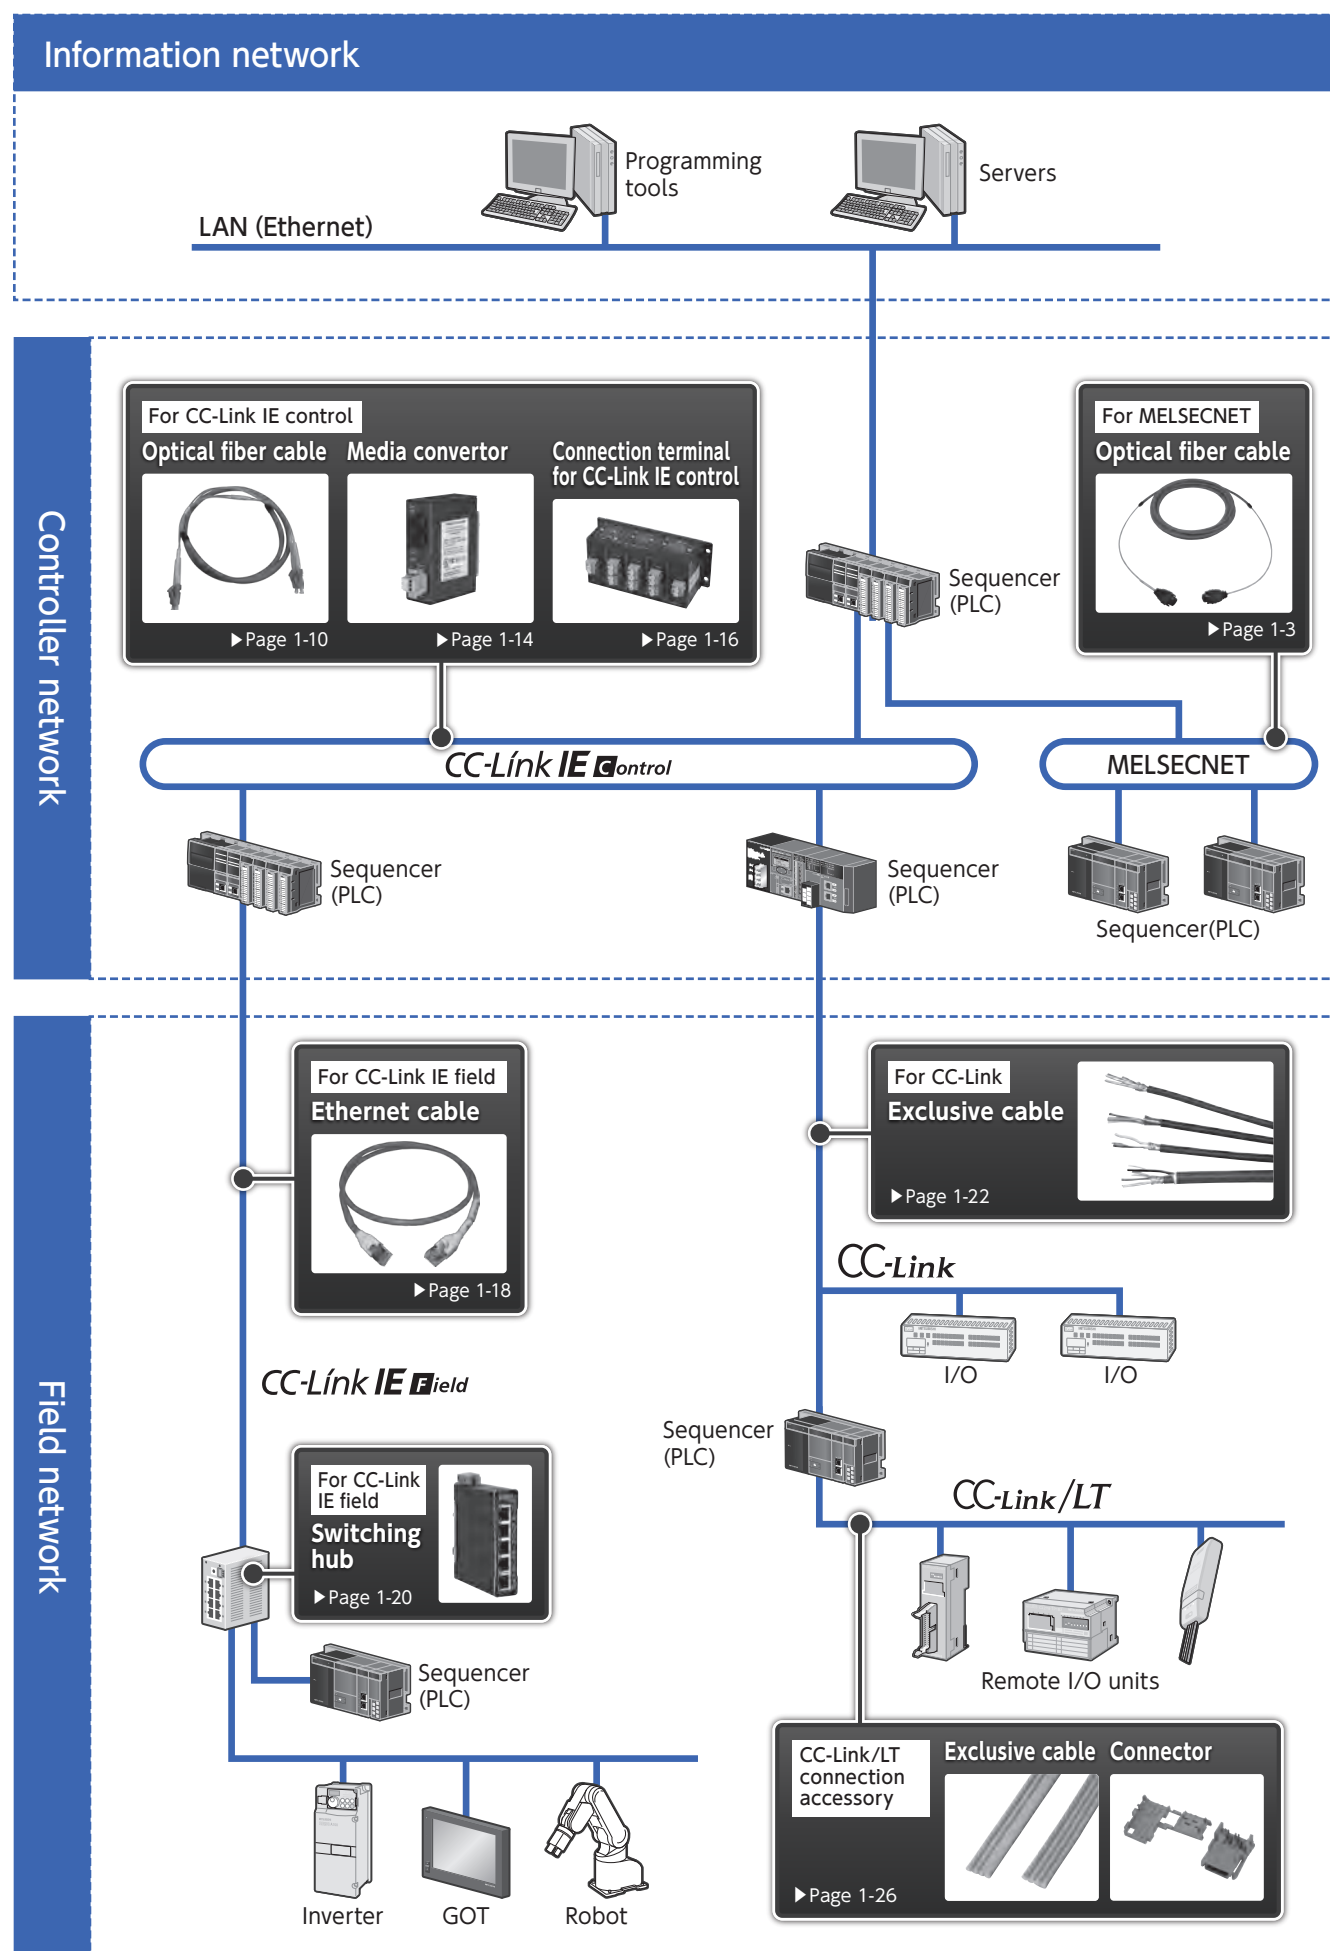 Information network
Programming
tools
Servers
LAN (Ethernet)
Controller network
For CC-Link IE control
Optical fiber cable
Media convertor
Connection terminal
for CC-Link IE control
▶Page 1-10
▶Page 1-14
▶Page 1-16
For MELSECNET
Optical fiber cable
▶Page 1-3
Sequencer
(PLC)
CC-Link IE Control
MELSECNET
Sequencer
(PLC)
Sequencer
(PLC)
Sequencer(PLC)
Field network
For CC-Link IE field
Ethernet cable
▶Page 1-18
For CC-Link
Exclusive cable
▶Page 1-22
CC-Link
I/O
I/O
CC-Link IE Field
Sequencer
(PLC)
For CC-Link
IE field
Switching
hub
▶Page 1-20
CC-Link/LT
Remote I/O units
Sequencer
(PLC)
CC-Link/LT
connection
accessory
Exclusive cable
Connector
▶Page 1-26
Inverter
GOT
Robot